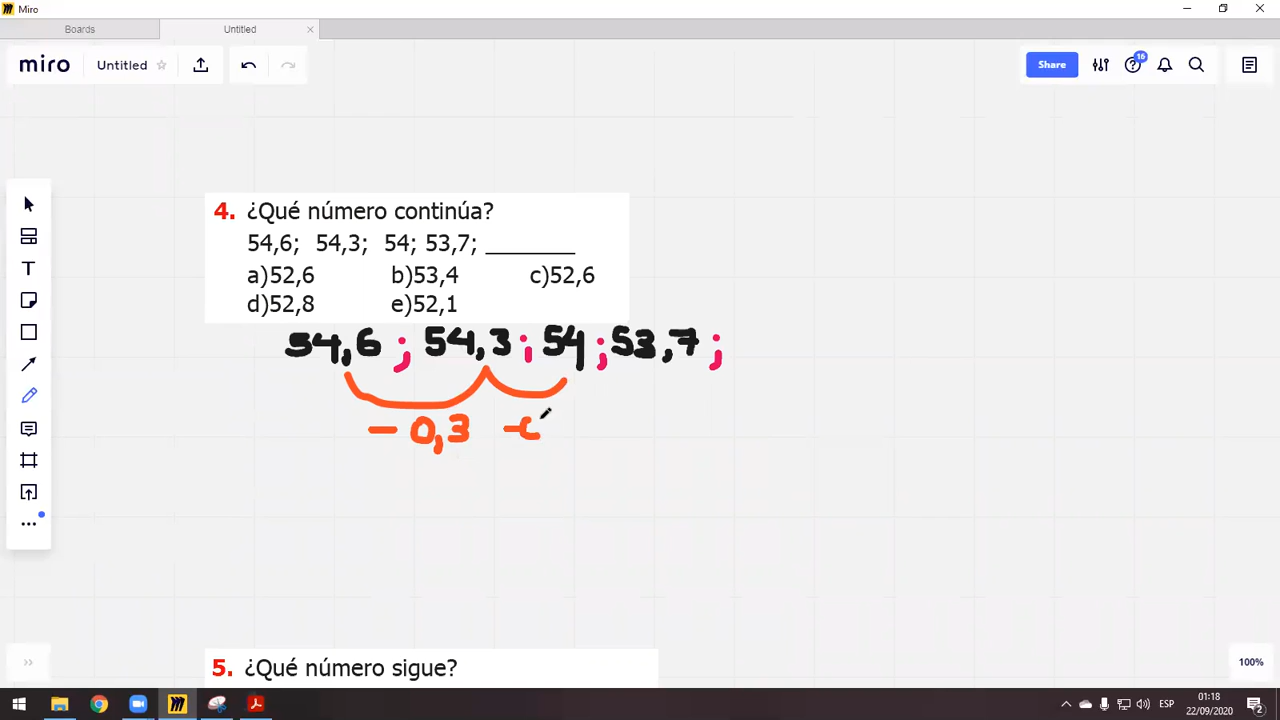 Miro
Boards Untitled
miro Untitled Share 16
4. ¿Qué número continúa?
54,6; 54,3; 54; 53,7; ________
a)52,6 b)53,4 c)52,6
d)52,8 e)52,1
54,6 ; 54,3 ; 54 ; 53,7 ;
- 0,3 -
5. ¿Qué número sigue?
100%
ESP 01:18
22/09/2020 2